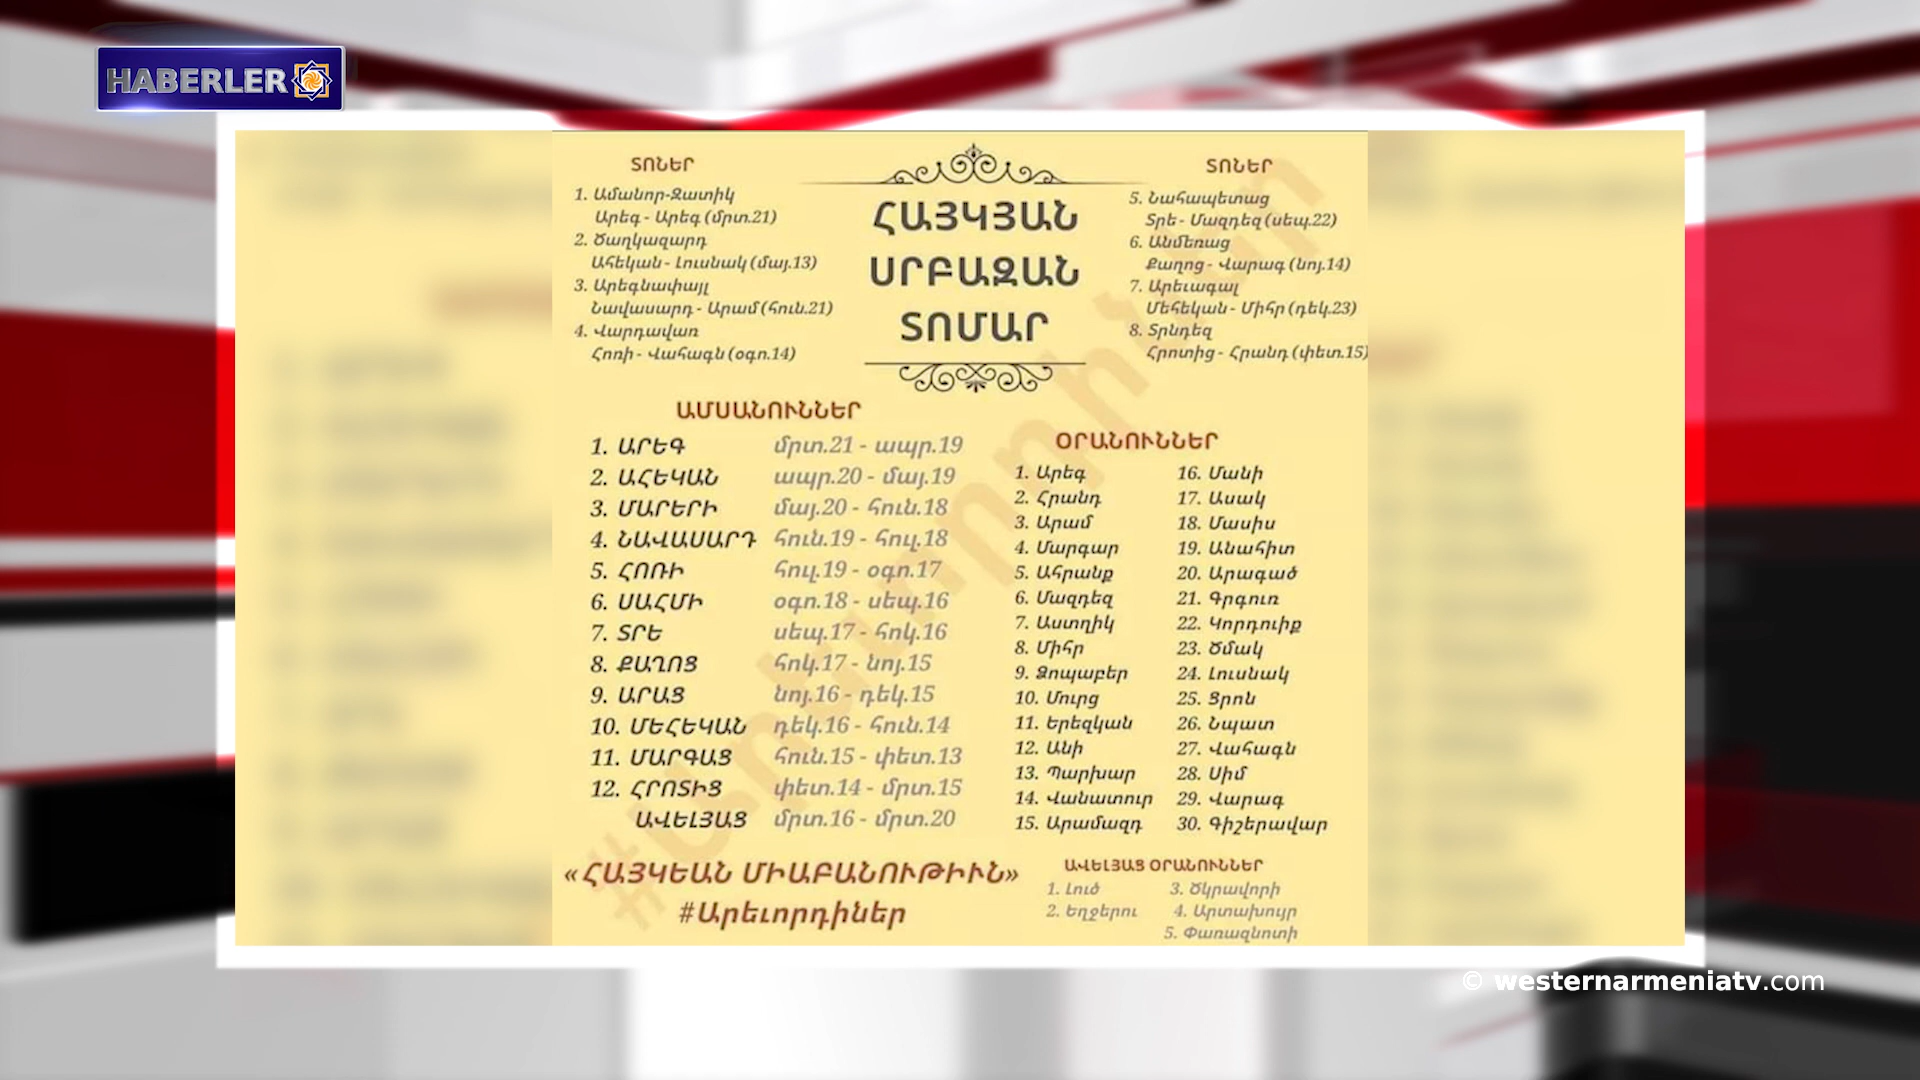 HABERLER
ՏՈՆԵՐ
1. Ամանոր-Զատիկ
Արեգ - Արեգ (մրտ.21)
2. Ծաղկազարդ
Ահեկան - Լուսնակ (մայ.13)
3. Արեգնափայլ
Նավասարդ - Արամ (հուն.21)
4. Վարդավառ
Հոռի - Վահագն (օգո.14)
ՀԱՅԿՅԱՆ
ՍՐԲԱԶԱՆ
ՏՈՄԱՐ
ՏՈՆԵՐ
5. Նահապետաց
Տրե - Մազդեզ (սեպ.22)
6. Անմեռաց
Քաղոց - Վարագ (նոյ.14)
7. Արեւագալ
Մեհեկան - Միհր (դեկ.23)
8. Տրնդեզ
Հրոտից - Հրանդ (փետ.15)
ԱՄՍԱՆՈՒՆՆԵՐ
1. ԱՐԵԳ մրտ.21 - ապր.19
2. ԱՀԵԿԱՆ ապր.20 - մայ.19
3. ՄԱՐԵՐԻ մայ.20 - հուն.18
4. ՆԱՎԱՍԱՐԴ հուն.19 - հուլ.18
5. ՀՈՌԻ հուլ.19 - օգո.17
6. ՍԱՀՄԻ օգո.18 - սեպ.16
7. ՏՐԵ սեպ.17 - հոկ.16
8. ՔԱՂՈՑ հոկ.17 - նոյ.15
9. ԱՐԱՑ նոյ.16 - դեկ.15
10. ՄԵՀԵԿԱՆ դեկ.16 - հուն.14
11. ՄԱՐԳԱՑ հուն.15 - փետ.13
12. ՀՐՈՏԻՑ փետ.14 - մրտ.15
ԱՎԵԼՅԱՑ մրտ.16 - մրտ.20
ՕՐԱՆՈՒՆՆԵՐ
1. Արեգ
2. Հրանդ
3. Արամ
4. Մարգար
5. Ահրանք
6. Մազդեզ
7. Աստղիկ
8. Միհր
9. Ձոպաբեր
10. Մուրց
11. Երեզկան
12. Անի
13. Պարխար
14. Վանատուր
15. Արամազդ
16. Մանի
17. Ասակ
18. Մասիս
19. Անահիտ
20. Արագած
21. Գրգուռ
22. Կորդուիք
23. Ծմակ
24. Լուսնակ
25. Ցրոն
26. Նպատ
27. Վահագն
28. Սիմ
29. Վարագ
30. Գիշերավար
«ՀԱՅԿԵԱՆ ՄԻԱԲԱՆՈՒԹԻՒՆ»
#Արեւորդիներ
ԱՎԵԼՅԱՑ ՕՐԱՆՈՒՆՆԵՐ
1. Լուծ
2. Եղջերու
3. Ծկրավորի
4. Արտախույր
5. Փառազնոտի
#Արեւորդիներ
© westernarmeniatv.com